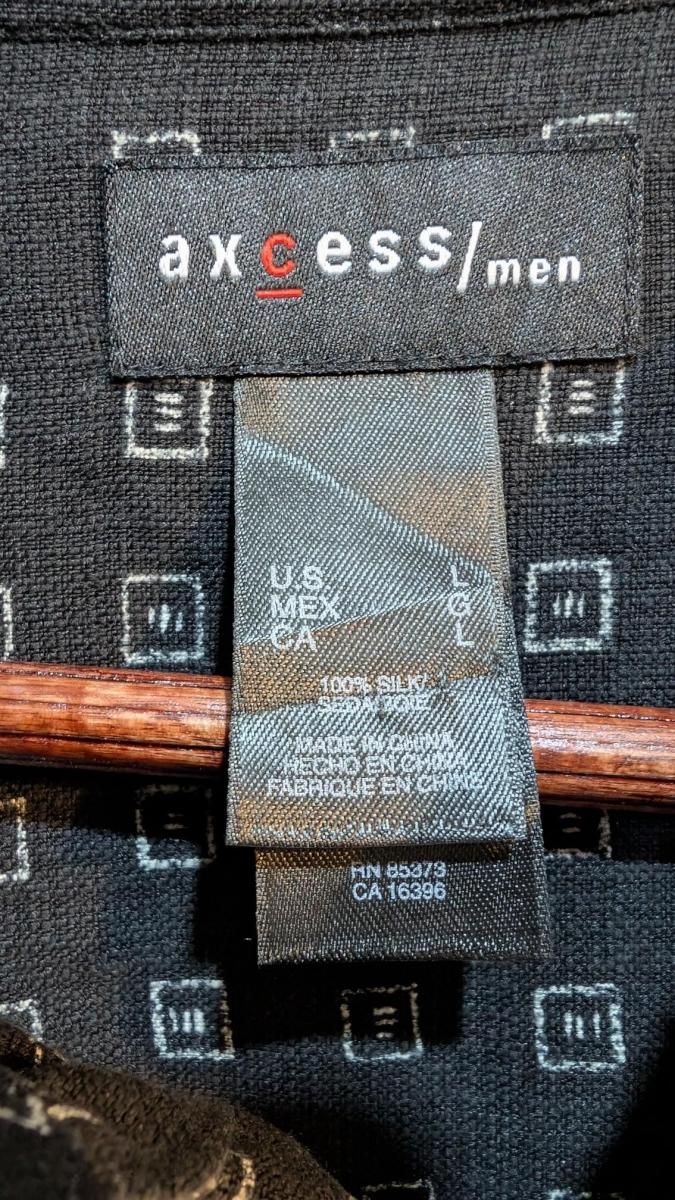 axcess/men
U.S. L
MEX G
CA L
100% SILK/
SEDA/SOIE
MADE IN CHINA
HECHO EN CHINA
FABRIQUE EN CHINE
RN 85373
CA 16396